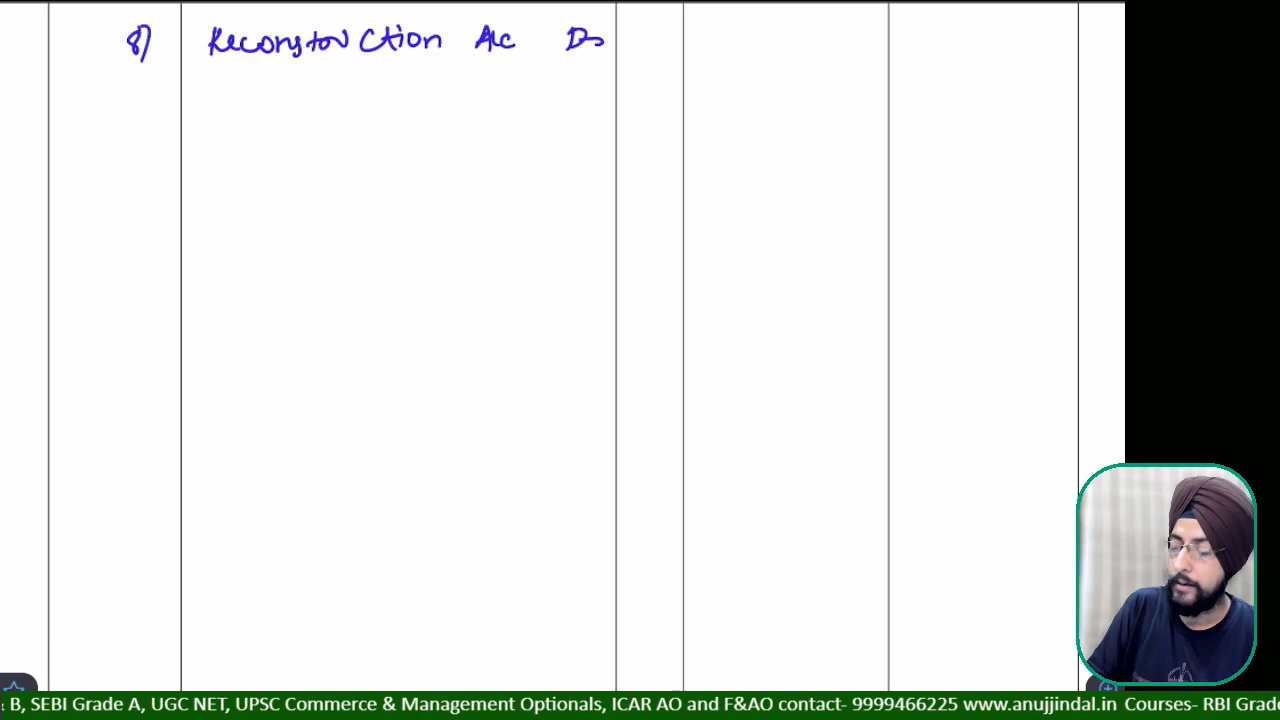 8) Reconstruction A/c Dr
B, SEBI Grade A, UGC NET, UPSC Commerce & Management Optionals, ICAR AO and F&AO contact- 9999466225 www.anujjindal.in Courses- RBI Grade